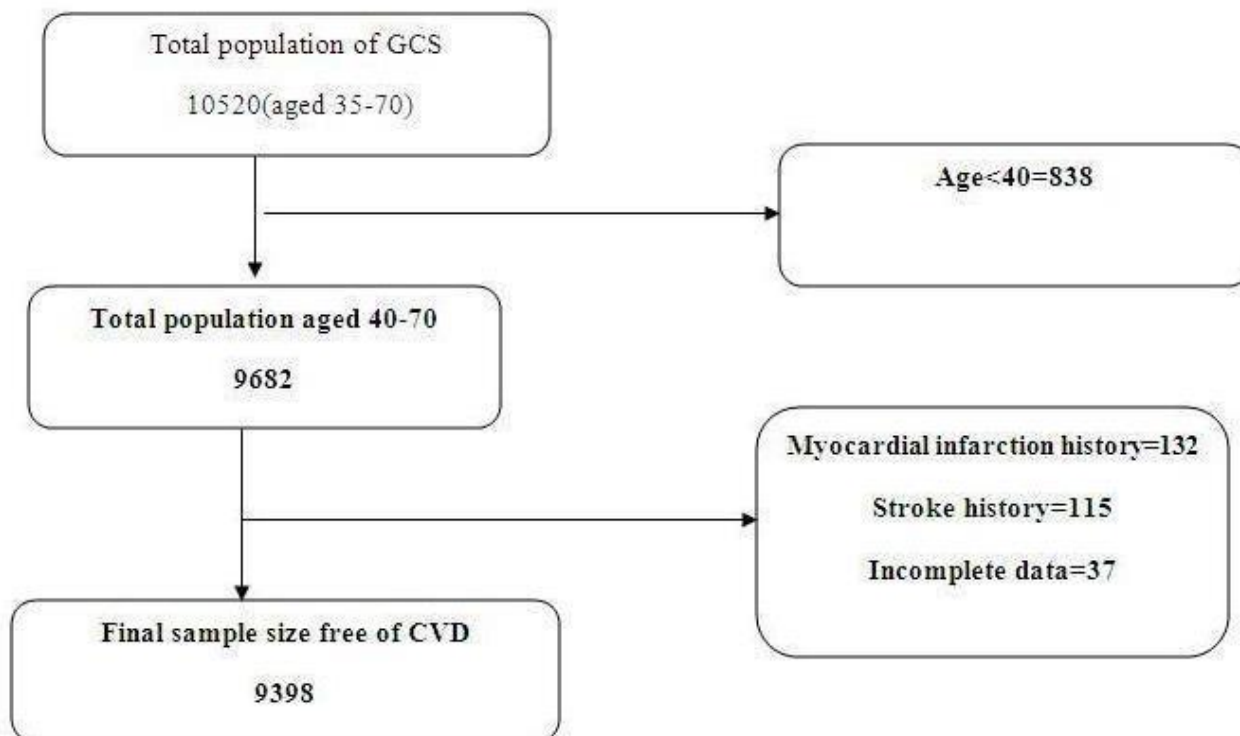 Total population of GCS
10520(aged 35-70)
Age<40=838
Total population aged 40-70
9682
Myocardial infarction history=132
Stroke history=115
Incomplete data=37
Final sample size free of CVD
9398